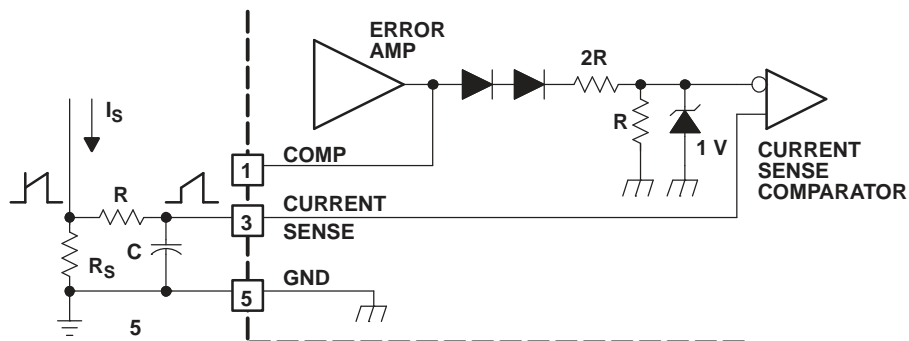 ERROR
AMP
2R
I_S
R
1 V
1
COMP
CURRENT
SENSE
COMPARATOR
R
3
CURRENT
SENSE
R_S
C
5
GND
5